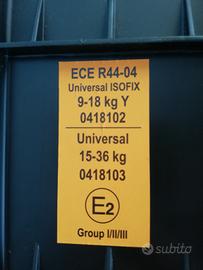 ECE R44-04
Universal ISOFIX
9-18 kg Y
0418102
Universal
15-36 kg
0418103
E2
Group I/II/III
subito